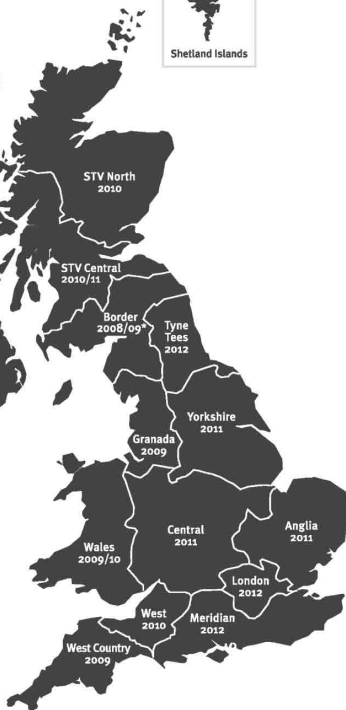 Shetland Islands
STV North
2010
STV Central
2010/11
Border
2008/09*
Tyne
Tees
2012
Yorkshire
2011
Granada
2009
Central
2011
Anglia
2011
Wales
2009/10
London
2012
West
2010
Meridian
2012
West Country
2009